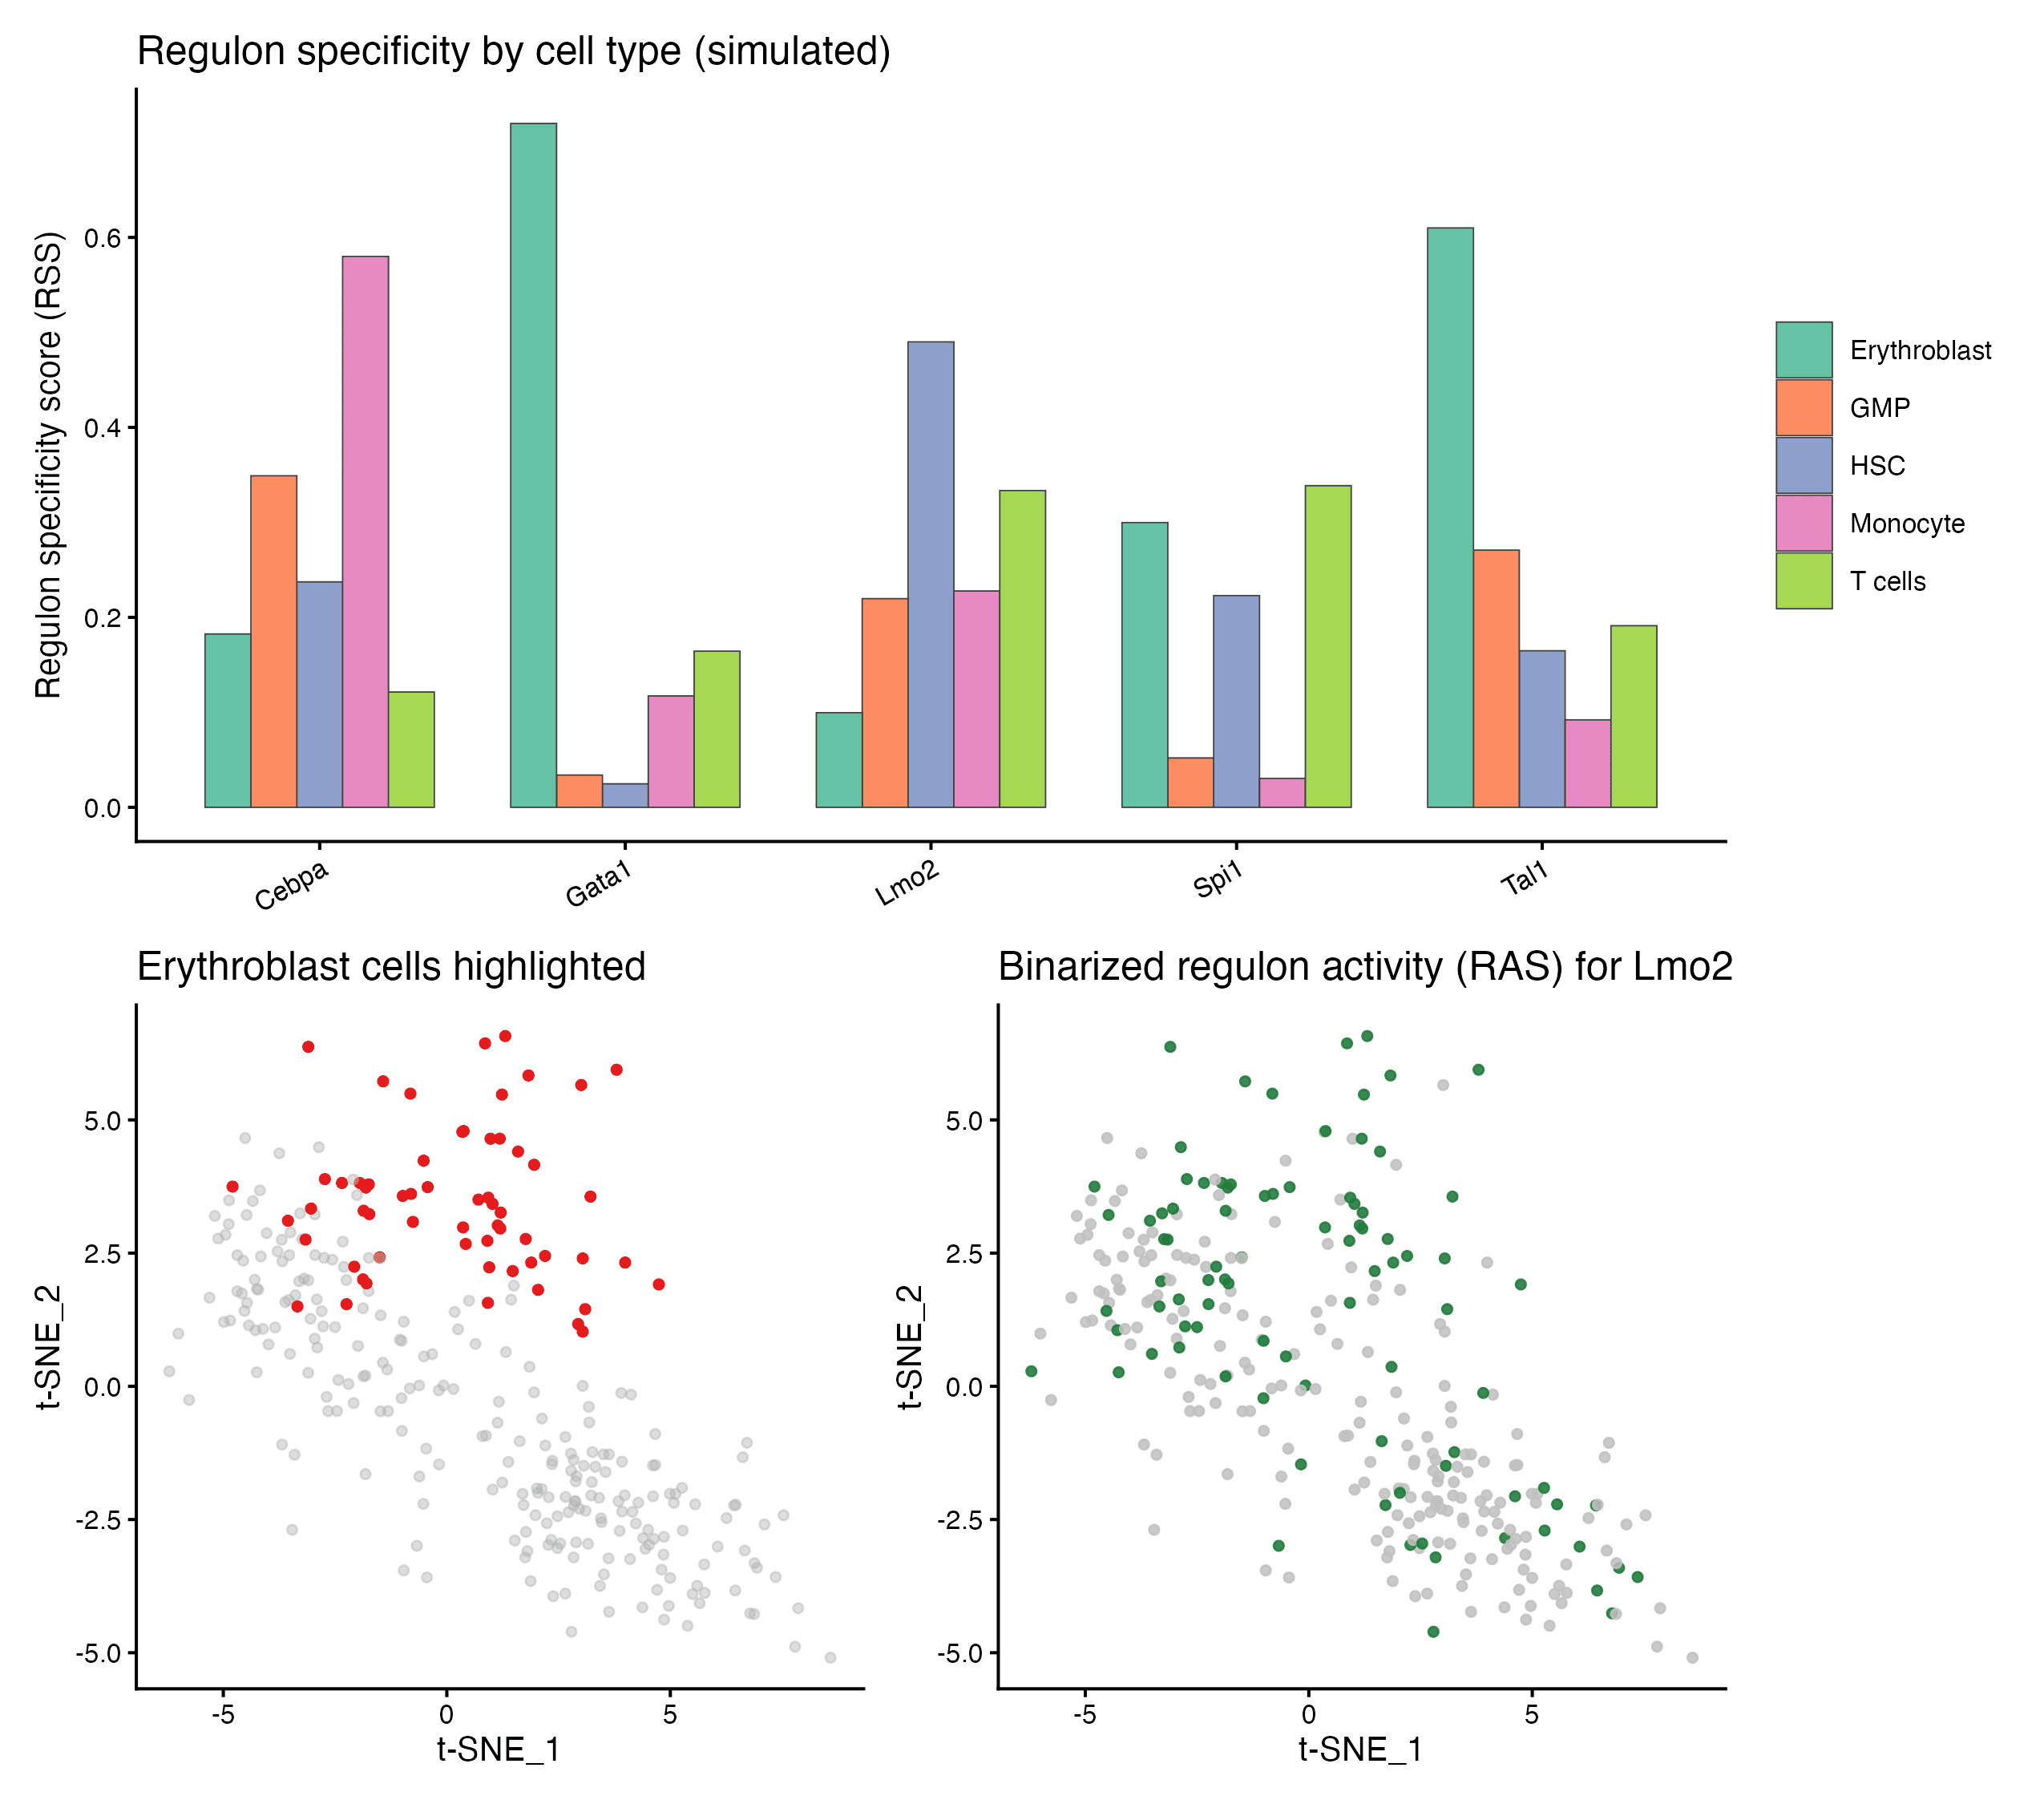 Regulon specificity by cell type (simulated)
Regulon specificity score (RSS)
0.6
0.4
0.2
0.0
Cebpa
Gata1
Lmo2
Spi1
Tal1
Erythroblast
GMP
HSC
Monocyte
T cells
Erythroblast cells highlighted
t-SNE_2
5.0
2.5
0.0
-2.5
-5.0
-5
0
5
t-SNE_1
Binarized regulon activity (RAS) for Lmo2
t-SNE_2
5.0
2.5
0.0
-2.5
-5.0
-5
0
5
t-SNE_1